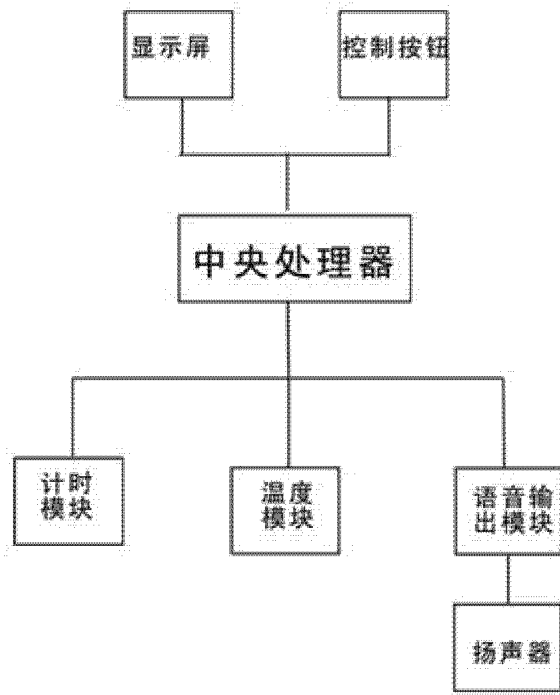 显示屏
控制按钮
中央处理器
计时
模块
温度
模块
语音输
出模块
扬声器